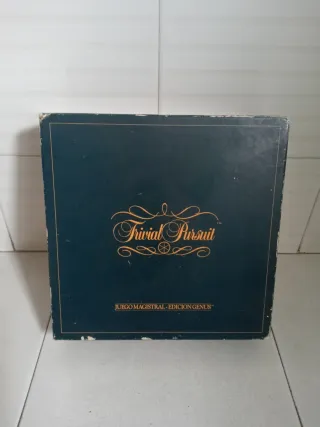 Trivial Pursuit
JUEGO MAGISTRAL - EDICION GENUS